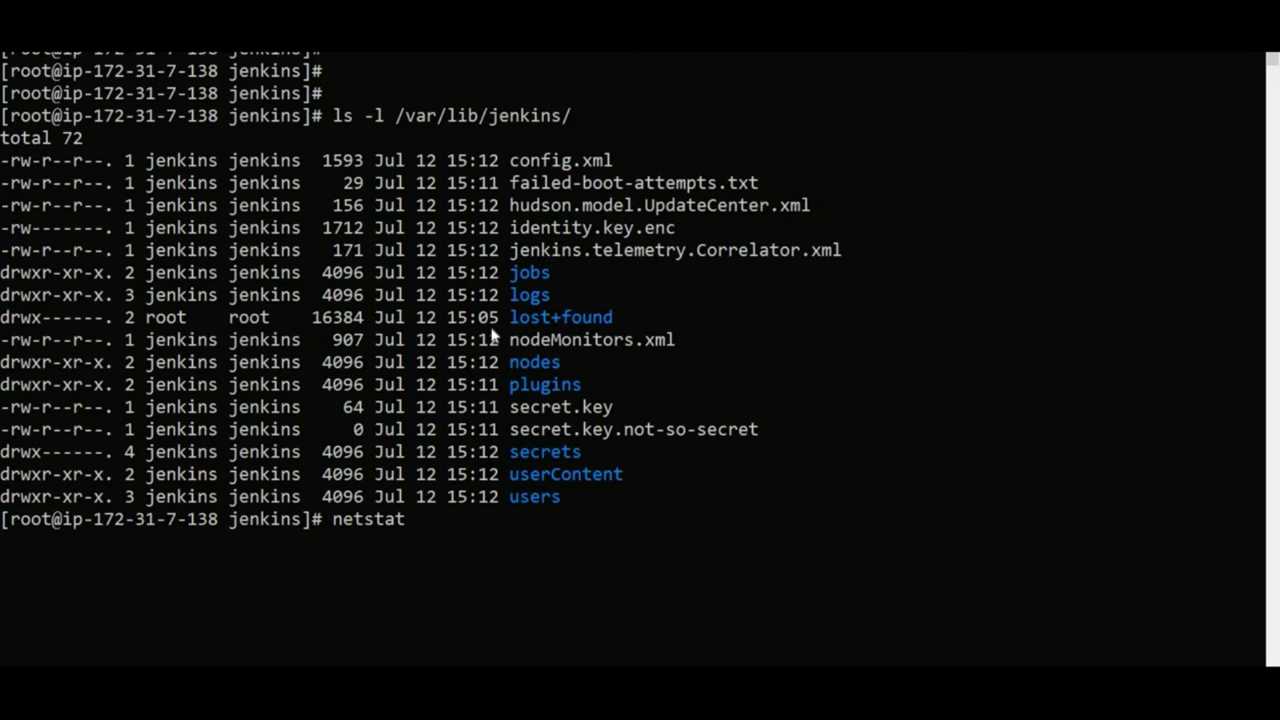 [root@ip-172-31-7-138 jenkins]#
[root@ip-172-31-7-138 jenkins]#
[root@ip-172-31-7-138 jenkins]#
[root@ip-172-31-7-138 jenkins]# ls -l /var/lib/jenkins/
total 72
-rw-r--r--. 1 jenkins jenkins  1593 Jul 12 15:12 config.xml
-rw-r--r--. 1 jenkins jenkins    29 Jul 12 15:11 failed-boot-attempts.txt
-rw-r--r--. 1 jenkins jenkins   156 Jul 12 15:12 hudson.model.UpdateCenter.xml
-rw-------. 1 jenkins jenkins  1712 Jul 12 15:12 identity.key.enc
-rw-r--r--. 1 jenkins jenkins   171 Jul 12 15:12 jenkins.telemetry.Correlator.xml
drwxr-xr-x. 2 jenkins jenkins  4096 Jul 12 15:12 jobs
drwxr-xr-x. 3 jenkins jenkins  4096 Jul 12 15:12 logs
drwx------. 2 root    root    16384 Jul 12 15:05 lost+found
-rw-r--r--. 1 jenkins jenkins   907 Jul 12 15:12 nodeMonitors.xml
drwxr-xr-x. 2 jenkins jenkins  4096 Jul 12 15:12 nodes
drwxr-xr-x. 2 jenkins jenkins  4096 Jul 12 15:11 plugins
-rw-r--r--. 1 jenkins jenkins    64 Jul 12 15:11 secret.key
-rw-r--r--. 1 jenkins jenkins     0 Jul 12 15:11 secret.key.not-so-secret
drwx------. 4 jenkins jenkins  4096 Jul 12 15:12 secrets
drwxr-xr-x. 2 jenkins jenkins  4096 Jul 12 15:12 userContent
drwxr-xr-x. 3 jenkins jenkins  4096 Jul 12 15:12 users
[root@ip-172-31-7-138 jenkins]# netstat